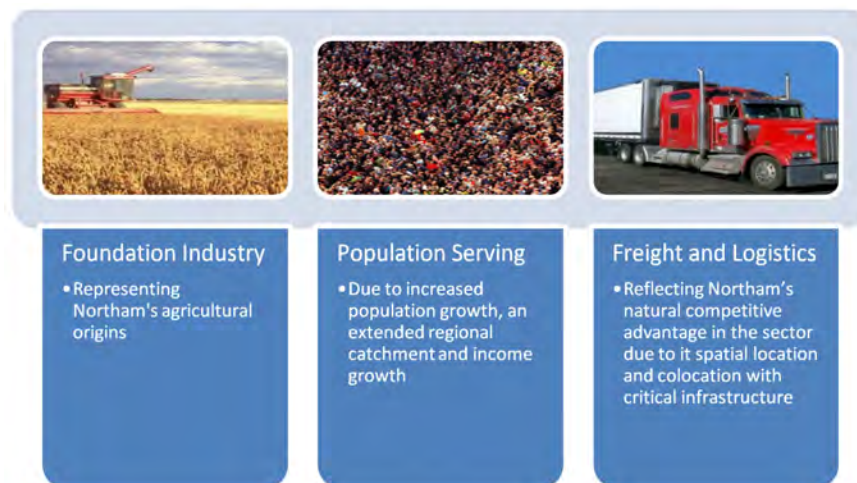 Foundation Industry
•Representing
Northam's agricultural
origins
Population Serving
•Due to increased
population growth, an
extended regional
catchment and income
growth
Freight and Logistics
•Reflecting Northam's
natural competitive
advantage in the sector
due to it spatial location
and colocation with
critical infrastructure